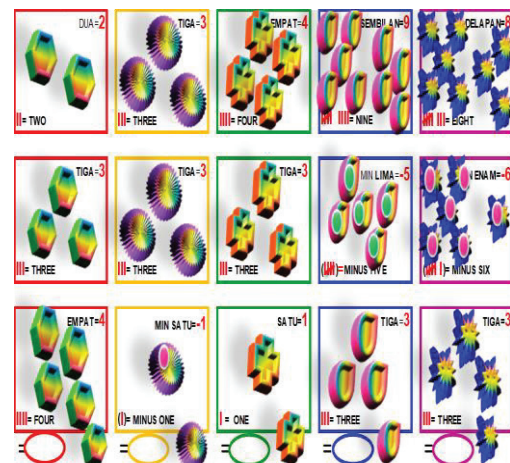 DUA=2 TIGA=3 EMPAT=4 SEMBILAN=9 DELAPAN=8
II= TWO III= THREE IIII= FOUR = NINE III= EIGHT
TIGA=3 TIGA=3 TIGA=3 MIN LIMA=-5 ENAM=-6
III= THREE III= THREE III= THREE = MINUS FIVE = MINUS SIX
EMPAT=4 MIN SATU=-1 SATU=1 TIGA=3 TIGA=3
IIII= FOUR (I)= MINUS ONE I = ONE III= THREE III= THREE
= = = = =